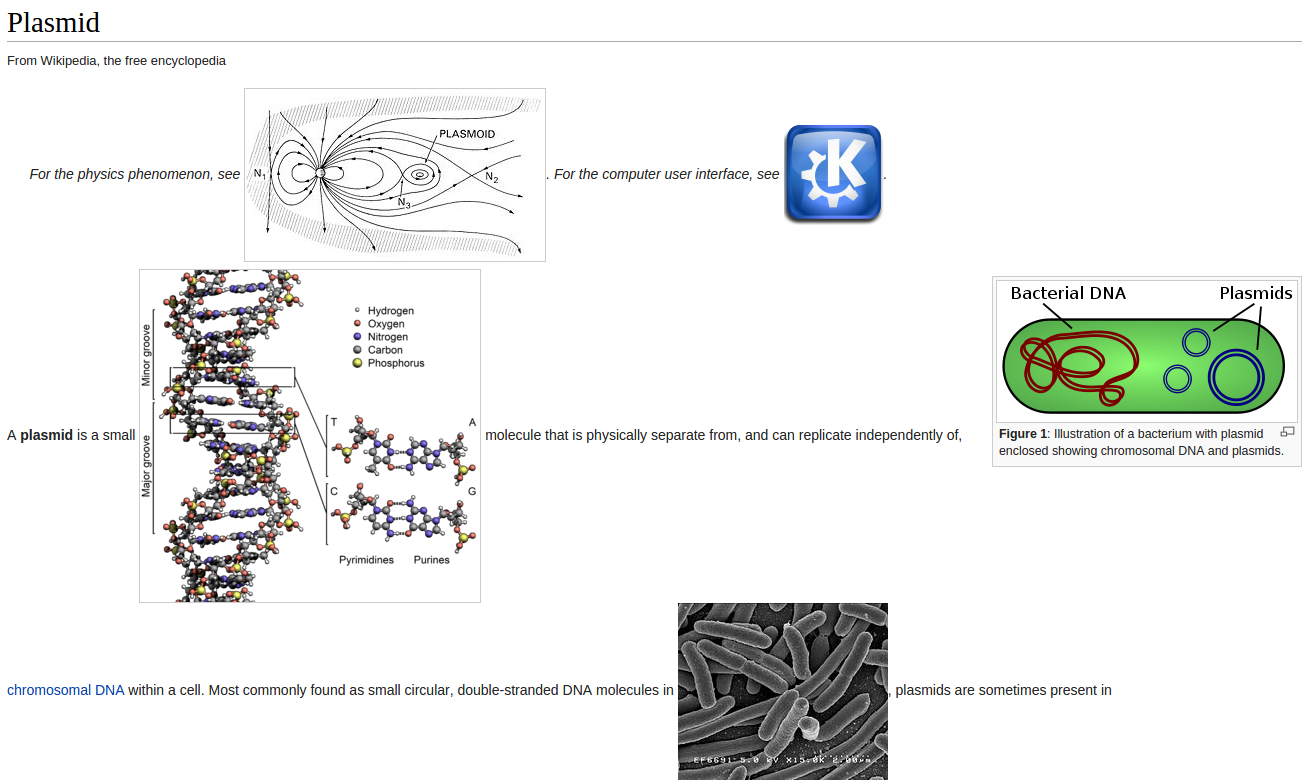 Plasmid
From Wikipedia, the free encyclopedia
For the physics phenomenon, see
PLASMOID
N1
N2
N3
. For the computer user interface, see
K
.
Minor groove
Major groove
Hydrogen
Oxygen
Nitrogen
Carbon
Phosphorus
T A
C G
Pyrimidines Purines
Bacterial DNA Plasmids
Figure 1: Illustration of a bacterium with plasmid
enclosed showing chromosomal DNA and plasmids.
A plasmid is a small
molecule that is physically separate from, and can replicate independently of,
chromosomal DNA within a cell. Most commonly found as small circular, double-stranded DNA molecules in
, plasmids are sometimes present in
EF6691 5.0 kV X15.0K 2.00µm